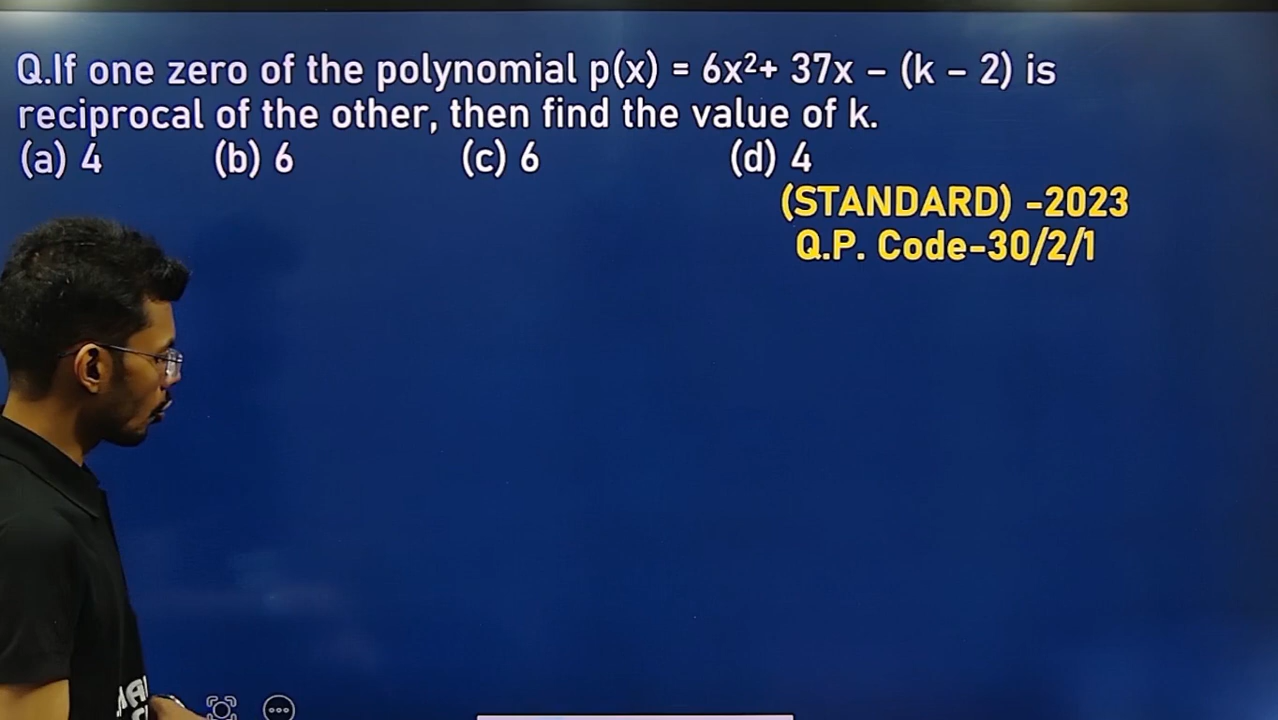 Q.If one zero of the polynomial p(x) = 6x²+ 37x – (k – 2) is
reciprocal of the other, then find the value of k.
(a) 4 (b) 6 (c) 6 (d) 4
(STANDARD) -2023
Q.P. Code-30/2/1